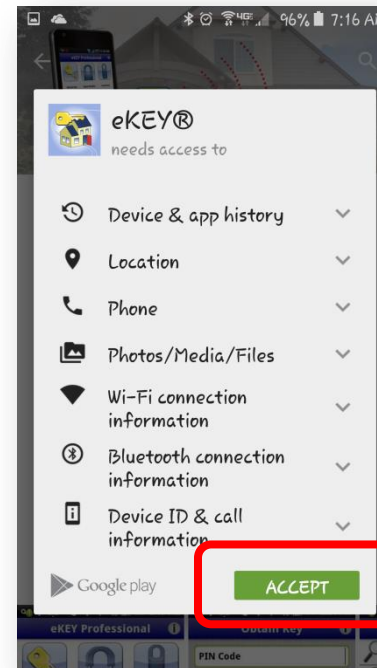 4G 96% 7:16 A
eKEY®
needs access to
Device & app history
Location
Phone
Photos/Media/Files
Wi-Fi connection
information
Bluetooth connection
information
Device ID & call
information
Google play
ACCEPT
eKEY Professional
Obtain Key
PIN Code